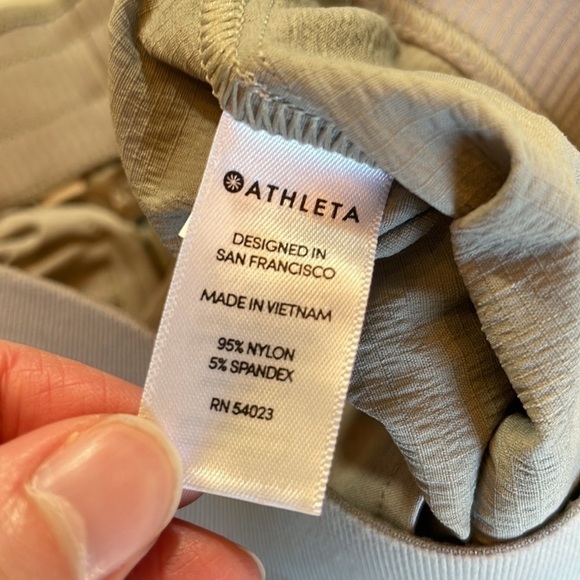 ATHLETA
DESIGNED IN
SAN FRANCISCO
MADE IN VIETNAM
95% NYLON
5% SPANDEX
RN 54023